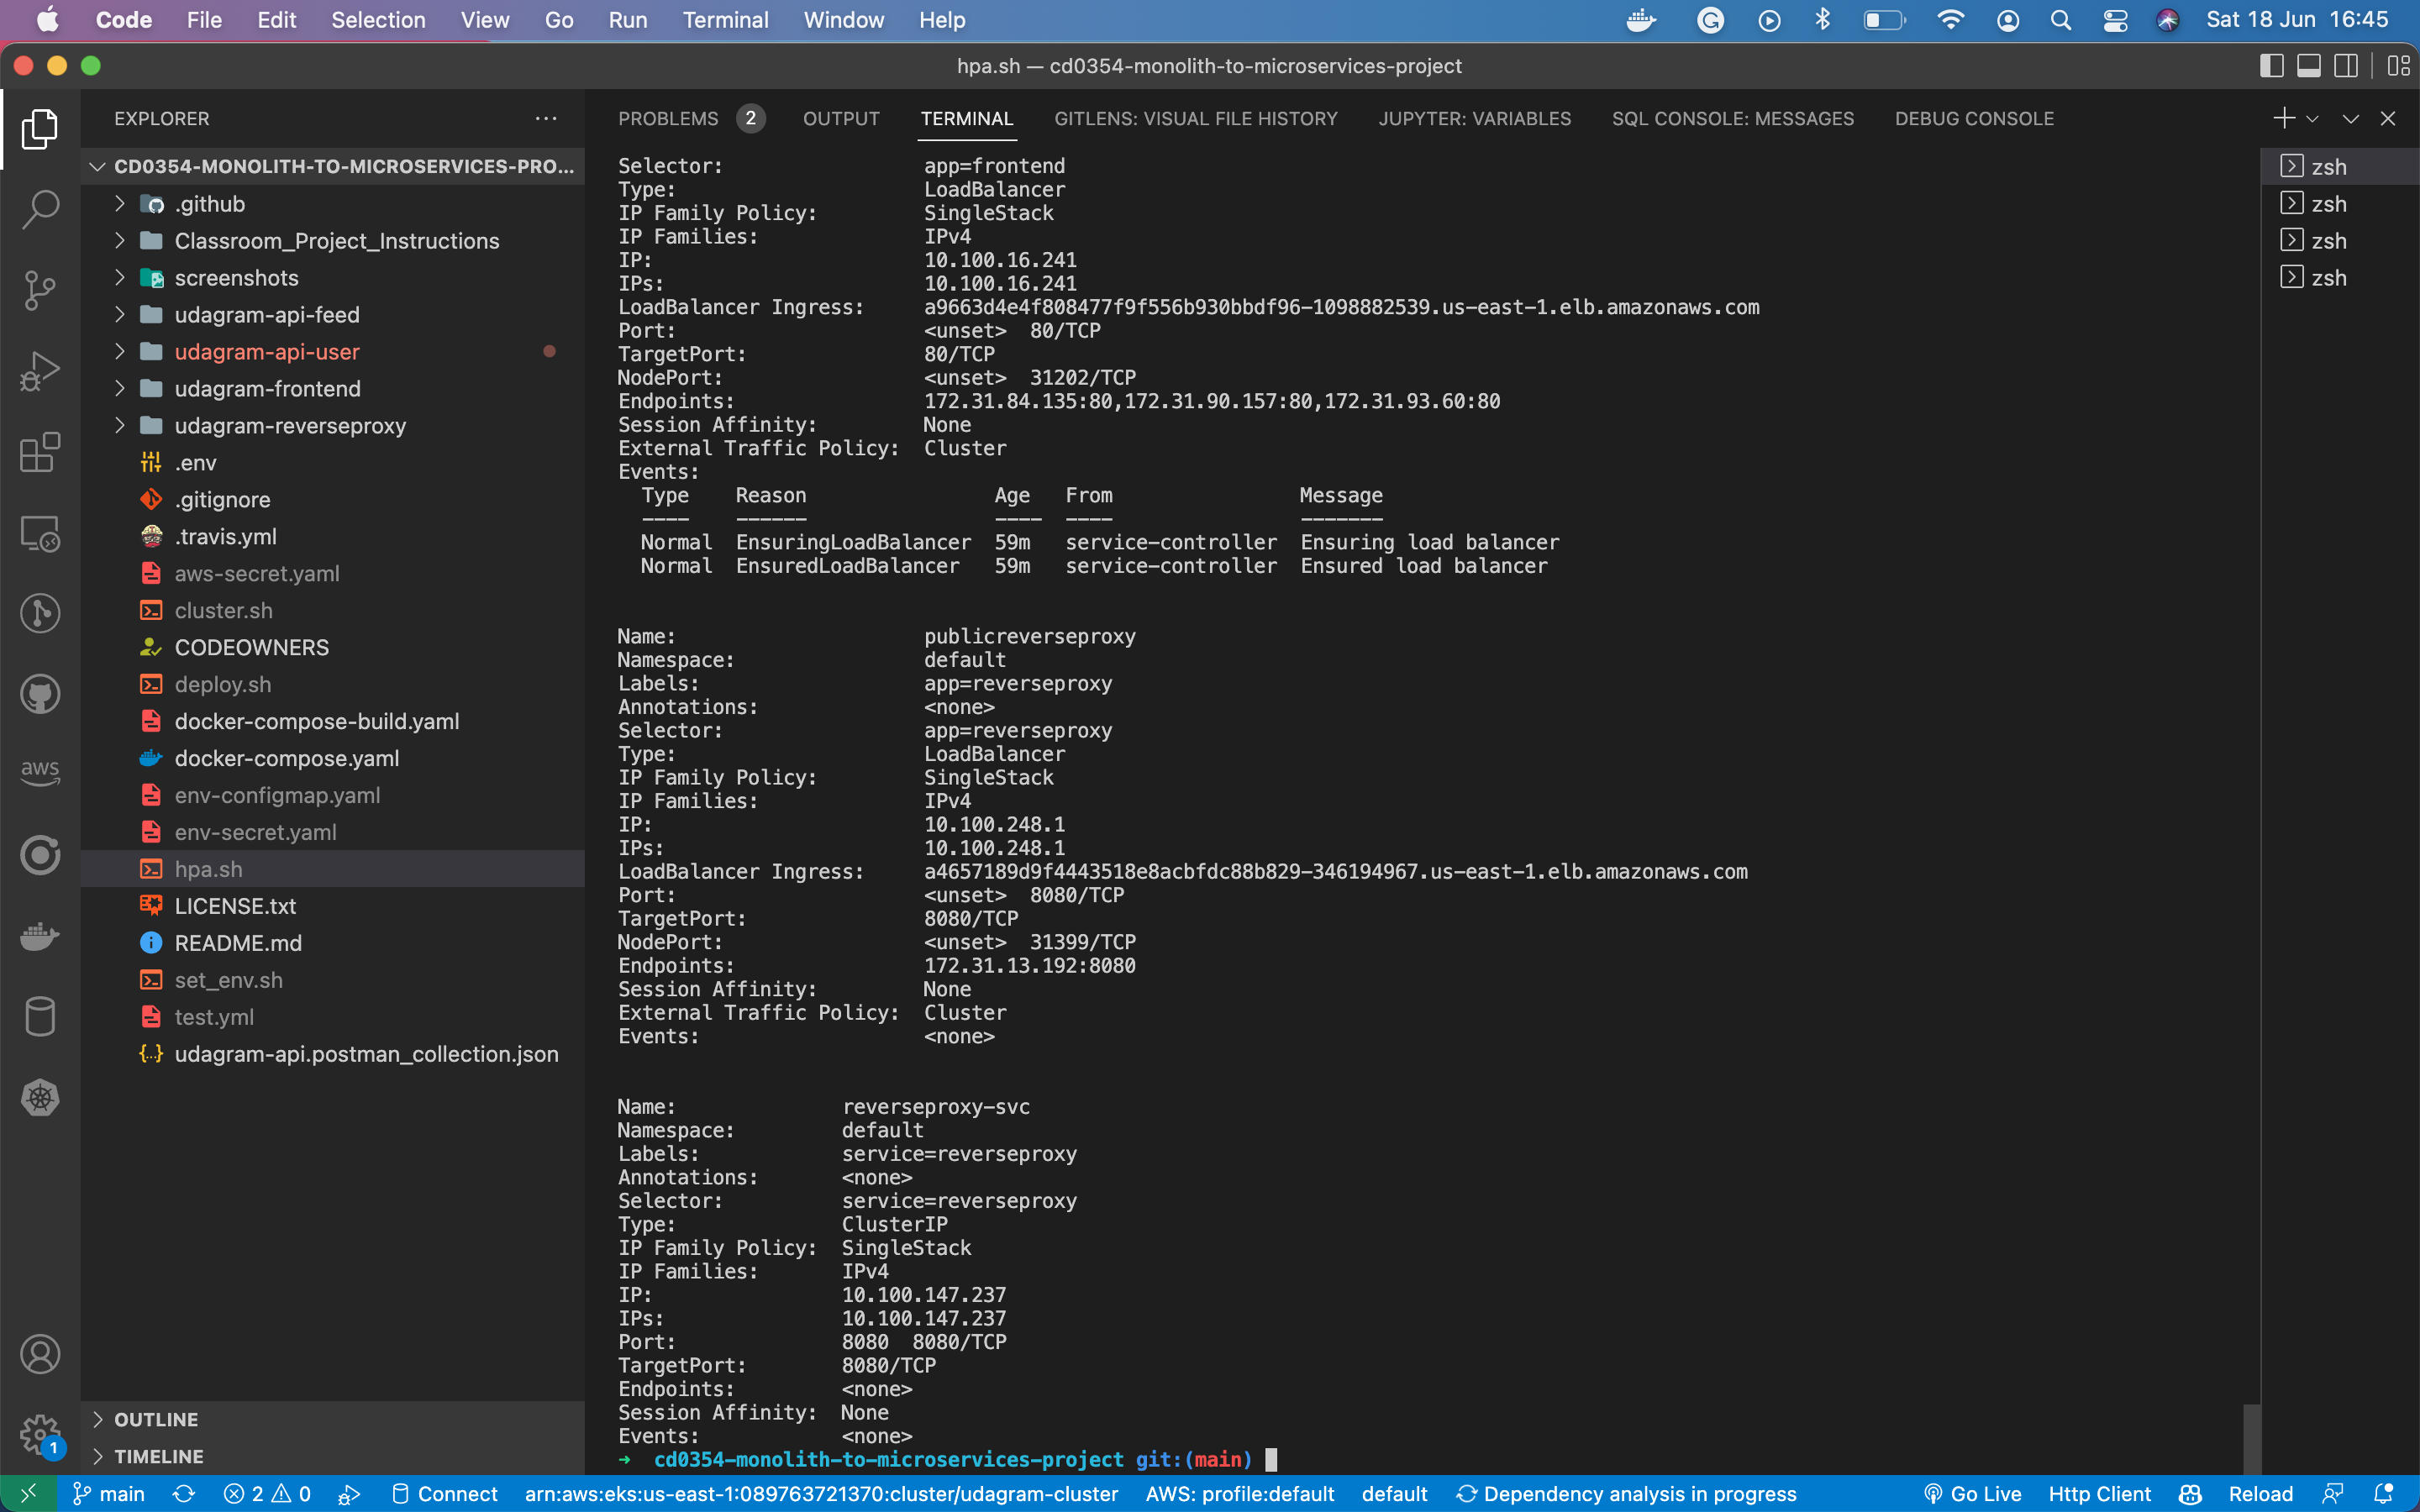 Code File Edit Selection View Go Run Terminal Window Help Sat 18 Jun 16:45
hpa.sh — cd0354-monolith-to-microservices-project
EXPLORER
CD0354-MONOLITH-TO-MICROSERVICES-PRO...
.github
Classroom_Project_Instructions
screenshots
udagram-api-feed
udagram-api-user
udagram-frontend
udagram-reverseproxy
.env
.gitignore
.travis.yml
aws-secret.yaml
cluster.sh
CODEOWNERS
deploy.sh
docker-compose-build.yaml
docker-compose.yaml
env-configmap.yaml
env-secret.yaml
hpa.sh
LICENSE.txt
README.md
set_env.sh
test.yml
udagram-api.postman_collection.json
OUTLINE
TIMELINE
aws
1
PROBLEMS 2 OUTPUT TERMINAL GITLENS: VISUAL FILE HISTORY JUPYTER: VARIABLES SQL CONSOLE: MESSAGES DEBUG CONSOLE
Selector: app=frontend
Type: LoadBalancer
IP Family Policy: SingleStack
IP Families: IPv4
IP: 10.100.16.241
IPs: 10.100.16.241
LoadBalancer Ingress: a9663d4e4f808477f9f556b930bbdf96-1098882539.us-east-1.elb.amazonaws.com
Port: <unset> 80/TCP
TargetPort: 80/TCP
NodePort: <unset> 31202/TCP
Endpoints: 172.31.84.135:80,172.31.90.157:80,172.31.93.60:80
Session Affinity: None
External Traffic Policy: Cluster
Events:
Type Reason Age From Message
---- ------ ---- ---- -------
Normal EnsuringLoadBalancer 59m service-controller Ensuring load balancer
Normal EnsuredLoadBalancer 59m service-controller Ensured load balancer
Name: publicreverseproxy
Namespace: default
Labels: app=reverseproxy
Annotations: <none>
Selector: app=reverseproxy
Type: LoadBalancer
IP Family Policy: SingleStack
IP Families: IPv4
IP: 10.100.248.1
IPs: 10.100.248.1
LoadBalancer Ingress: a4657189d9f4443518e8acbfdc88b829-346194967.us-east-1.elb.amazonaws.com
Port: <unset> 8080/TCP
TargetPort: 8080/TCP
NodePort: <unset> 31399/TCP
Endpoints: 172.31.13.192:8080
Session Affinity: None
External Traffic Policy: Cluster
Events: <none>
Name: reverseproxy-svc
Namespace: default
Labels: service=reverseproxy
Annotations: <none>
Selector: service=reverseproxy
Type: ClusterIP
IP Family Policy: SingleStack
IP Families: IPv4
IP: 10.100.147.237
IPs: 10.100.147.237
Port: 8080 8080/TCP
TargetPort: 8080/TCP
Endpoints: <none>
Session Affinity: None
Events: <none>
→ cd0354-monolith-to-microservices-project git:(main)
zsh
zsh
zsh
zsh
main 2 0 Connect arn:aws:eks:us-east-1:089763721370:cluster/udagram-cluster AWS: profile:default default Dependency analysis in progress Go Live Http Client Reload